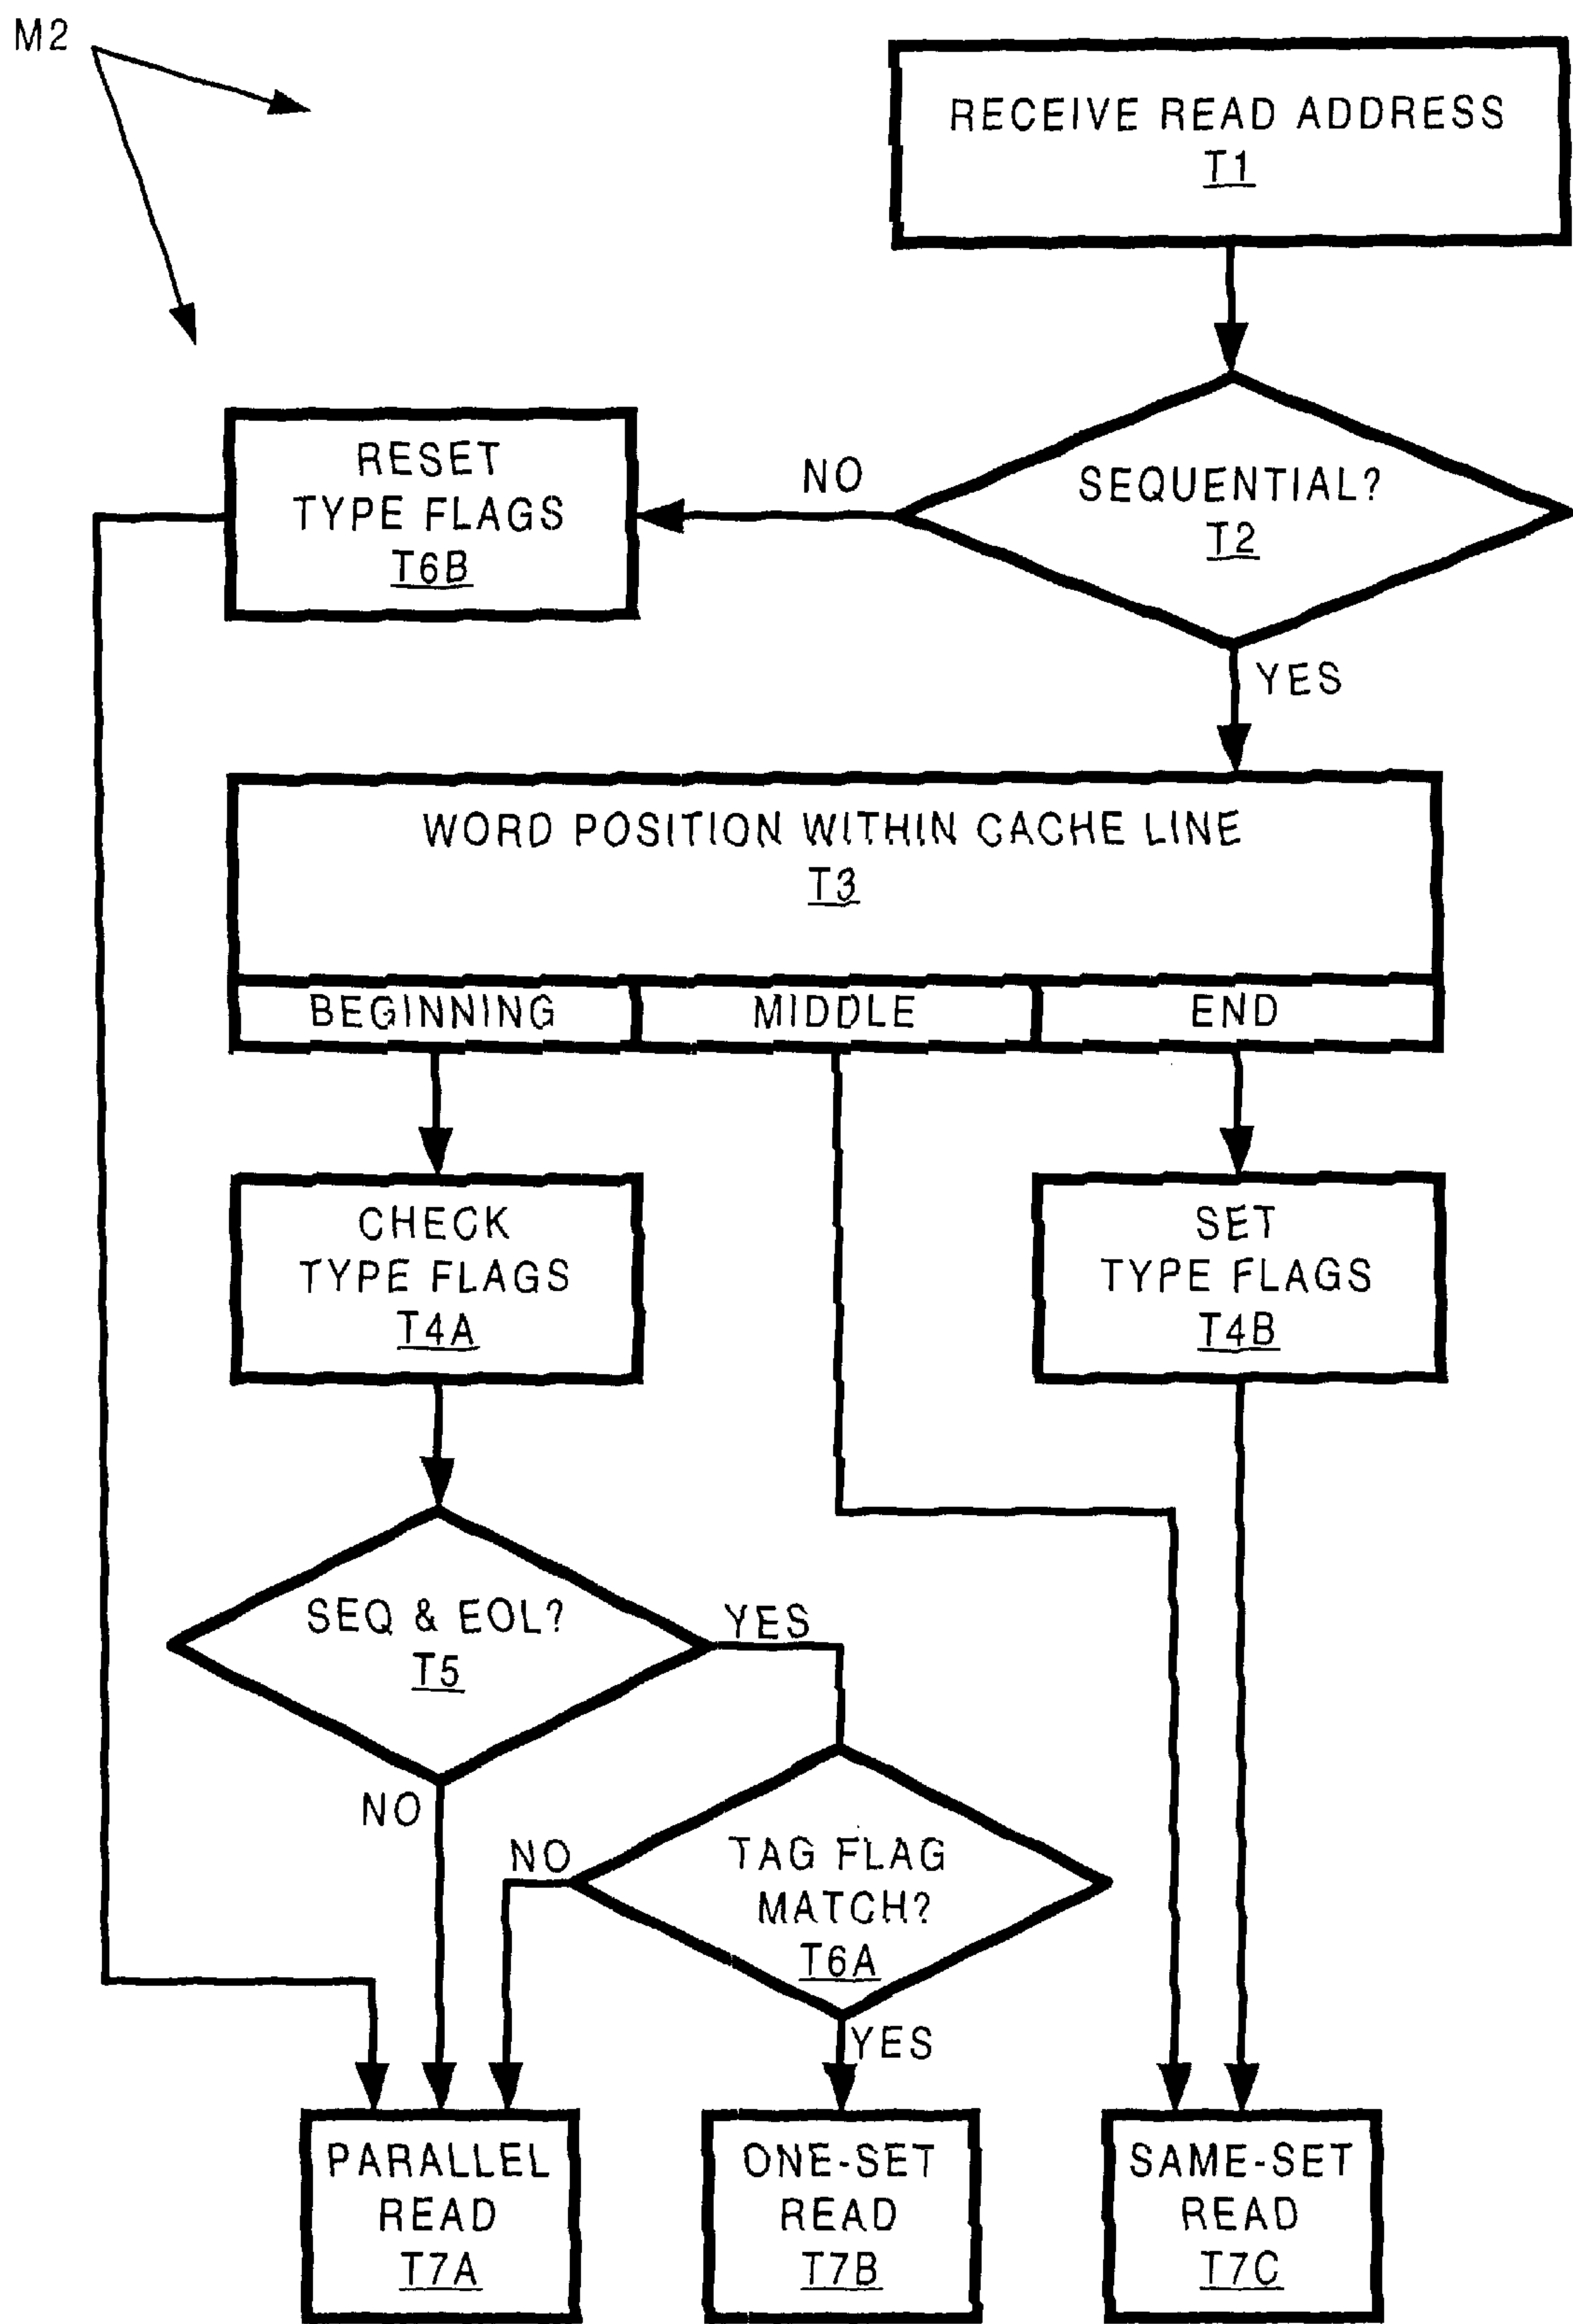 M2
RECEIVE READ ADDRESS
T1
SEQUENTIAL?
T2
NO
YES
RESET
TYPE FLAGS
T6B
WORD POSITION WITHIN CACHE LINE
T3
BEGINNING
MIDDLE
END
CHECK
TYPE FLAGS
T4A
SET
TYPE FLAGS
T4B
SEQ & EOL?
T5
YES
NO
TAG FLAG
MATCH?
T6A
NO
YES
PARALLEL
READ
T7A
ONE-SET
READ
T7B
SAME-SET
READ
T7C